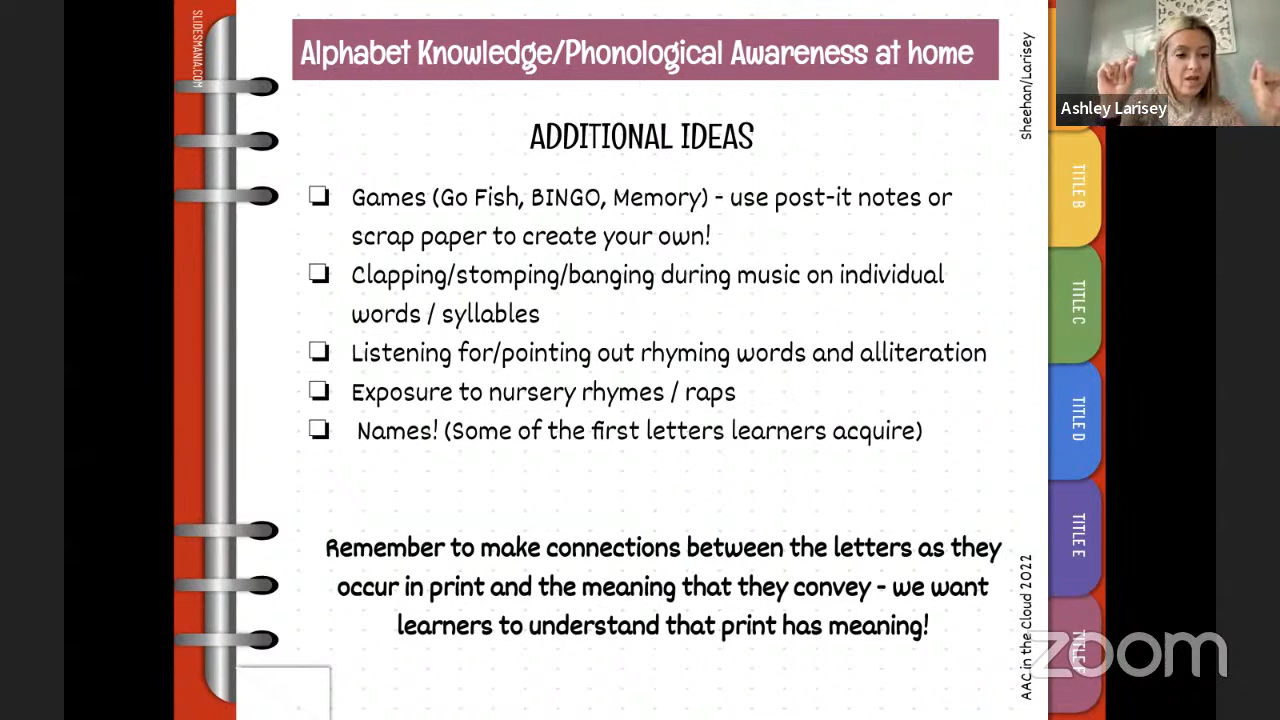 SLIDESMANIA.COM
Alphabet Knowledge/Phonological Awareness at home
Sheehan/Larisey
Ashley Larisey
ADDITIONAL IDEAS
❏ Games (Go Fish, BINGO, Memory) - use post-it notes or
scrap paper to create your own!
❏ Clapping/stomping/banging during music on individual
words / syllables
❏ Listening for/pointing out rhyming words and alliteration
❏ Exposure to nursery rhymes / raps
❏ Names! (Some of the first letters learners acquire)
Remember to make connections between the letters as they
occur in print and the meaning that they convey - we want
learners to understand that print has meaning!
TITLE B
TITLE C
TITLE D
TITLE E
AAC in the Cloud 2022
zoom